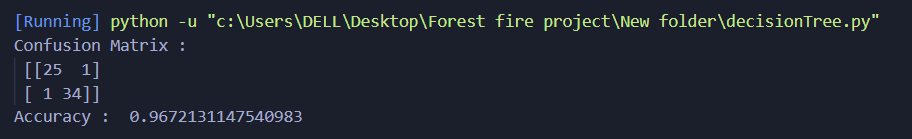 [Running] python -u "c:\Users\DELL\Desktop\Forest fire project\New folder\decisionTree.py"
Confusion Matrix :
[[25  1]
[ 1 34]]
Accuracy :  0.9672131147540983